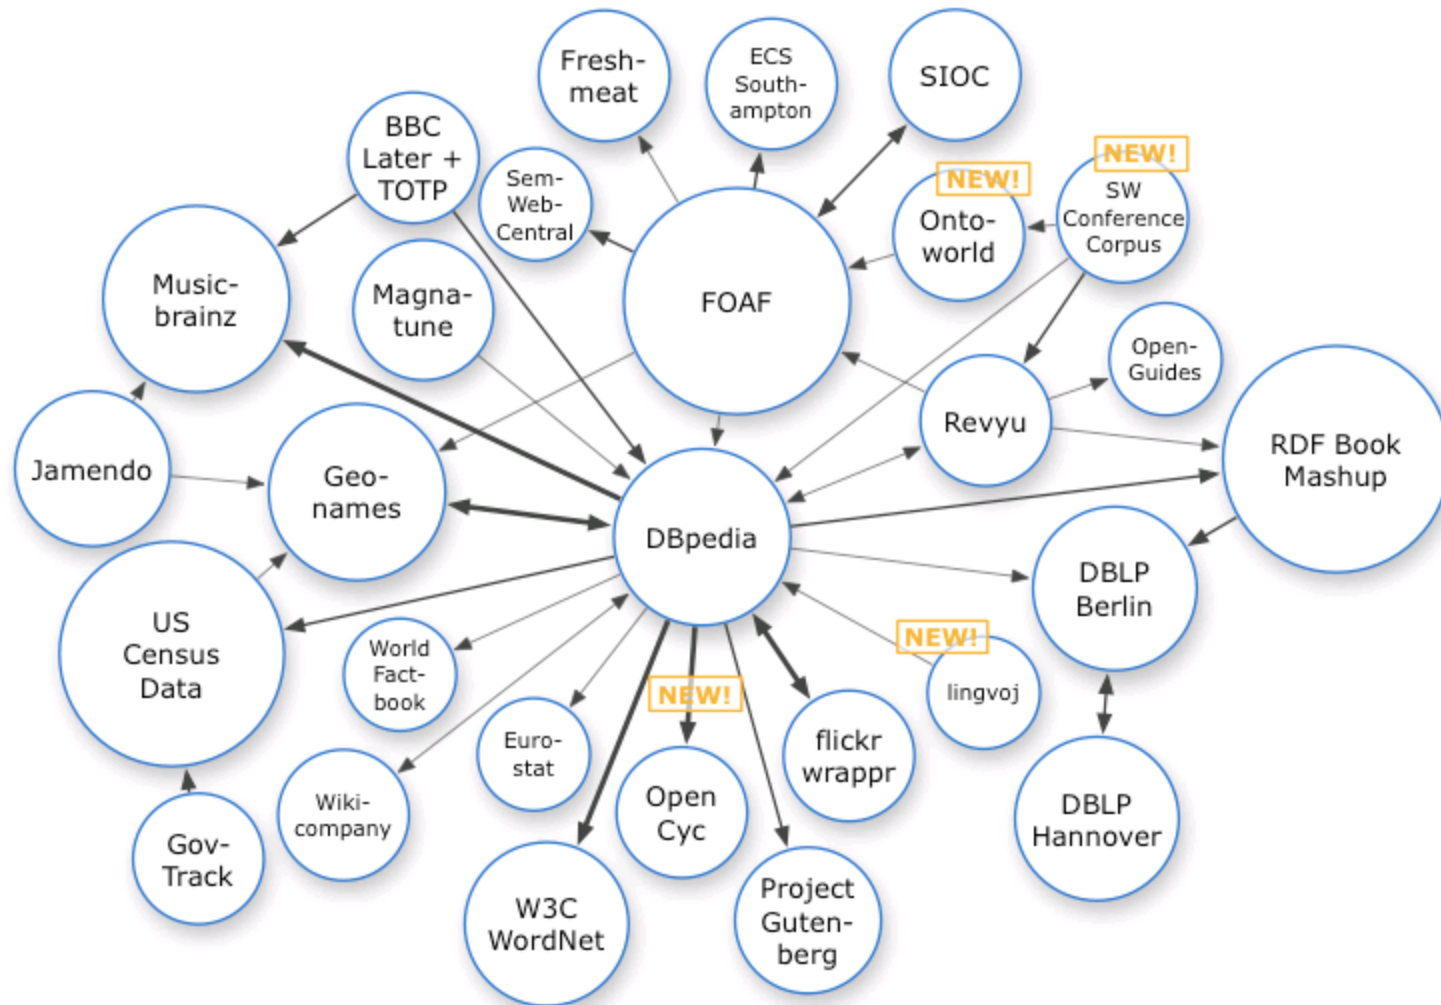 Fresh-
meat
ECS
South-
ampton
SIOC
BBC
Later +
TOTP
Sem-
Web-
Central
NEW!
Onto-
world
NEW!
SW
Conference
Corpus
Music-
brainz
Magna-
tune
FOAF
Open-
Guides
Jamendo
Geo-
names
Revyu
RDF Book
Mashup
DBpedia
DBLP
Berlin
US
Census
Data
World
Fact-
book
NEW!
lingvoj
NEW!
Euro-
stat
flickr
wrappr
Wiki-
company
Open
Cyc
DBLP
Hannover
Gov-
Track
W3C
WordNet
Project
Guten-
berg